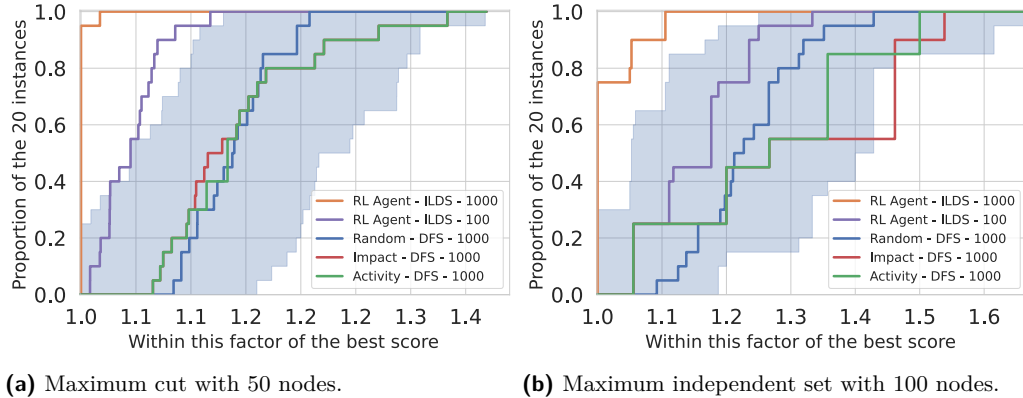 Proportion of the 20 instances
1.0
0.8
0.6
0.4
0.2
0.0
RL Agent - ILDS - 1000
RL Agent - ILDS - 100
Random - DFS - 1000
Impact - DFS - 1000
Activity - DFS - 1000
1.0 1.1 1.1 1.2 1.2 1.2 1.3 1.4
Within this factor of the best score
(a) Maximum cut with 50 nodes.
Proportion of the 20 instances
1.0
0.8
0.6
0.4
0.2
0.0
RL Agent - ILDS - 1000
RL Agent - ILDS - 100
Random - DFS - 1000
Impact - DFS - 1000
Activity - DFS - 1000
1.0 1.1 1.2 1.3 1.4 1.5 1.6
Within this factor of the best score
(b) Maximum independent set with 100 nodes.